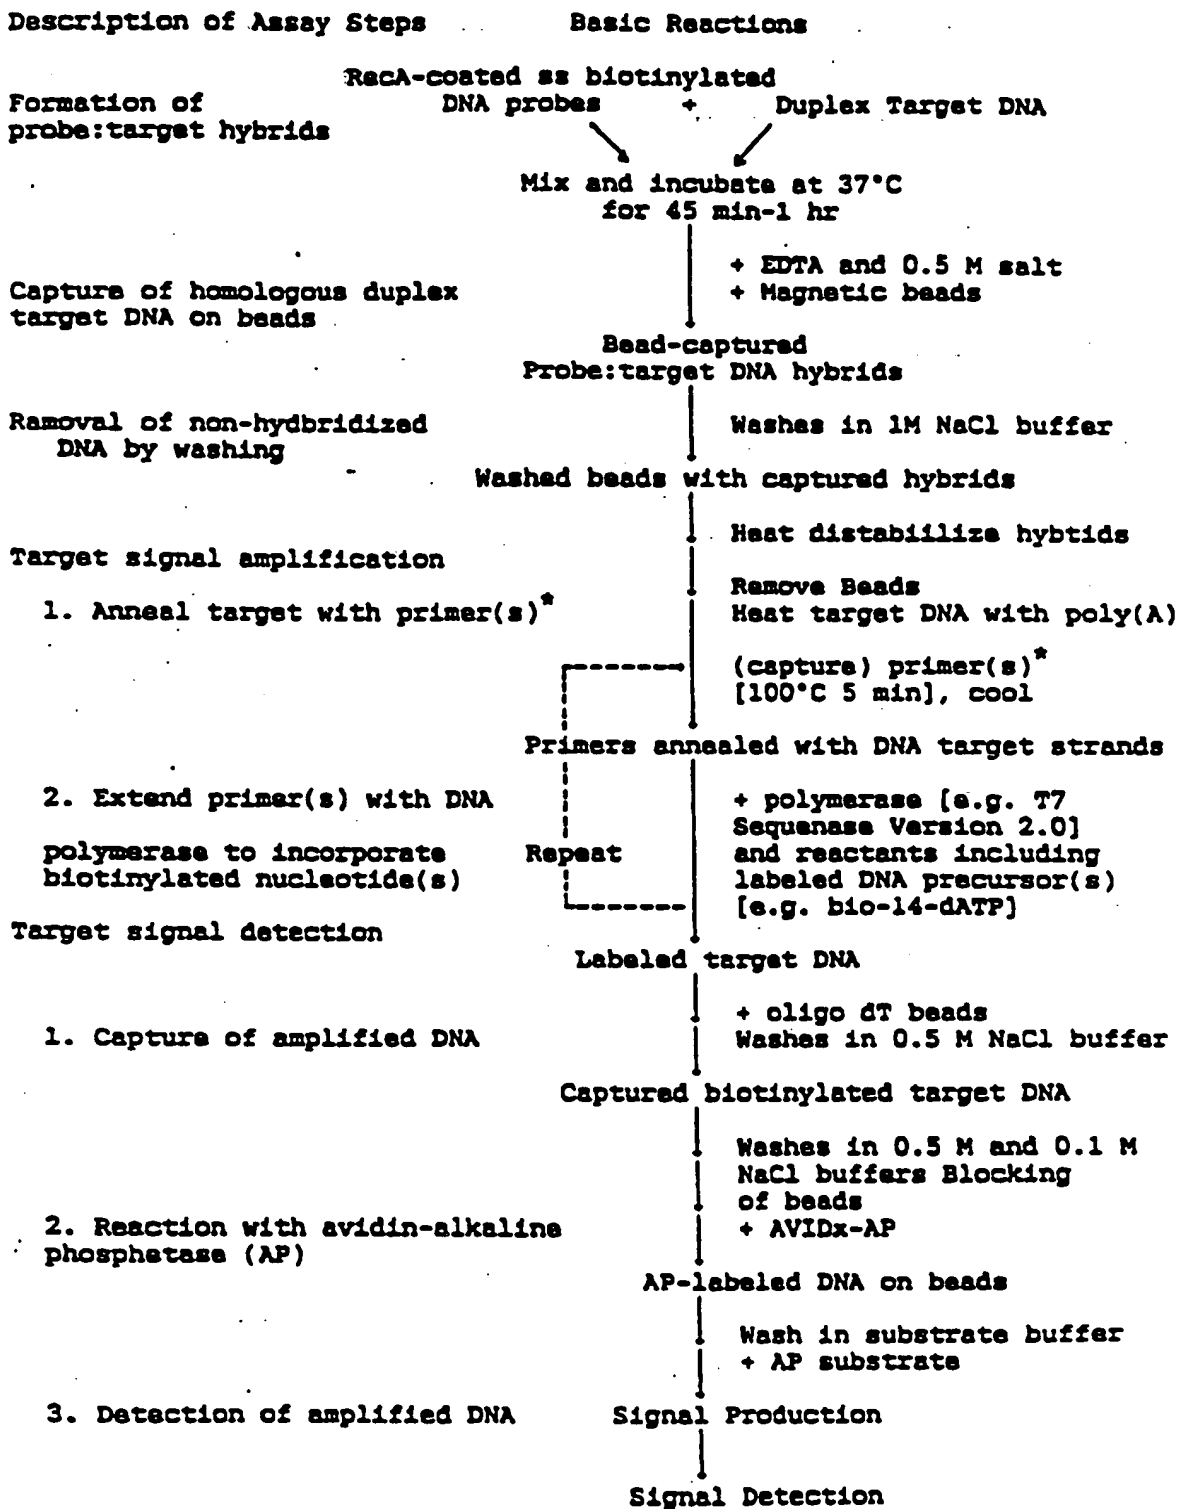 Description of Assay Steps Basic Reactions
RecA-coated ss biotinylated
Formation of DNA probes + Duplex Target DNA
probe:target hybrids
Mix and incubate at 37°C
for 45 min-1 hr
+ EDTA and 0.5 M salt
Capture of homologous duplex + Magnetic beads
target DNA on beads
Bead-captured
Probe:target DNA hybrids
Ramoval of non-hydbridized Washes in 1M NaCl buffer
DNA by washing
Washed beads with captured hybrids
Heat distabiilize hybtids
Target signal amplification
Remove Beads
1. Anneal target with primer(s)* Heat target DNA with poly(A)
(capture) primer(s)*
[100°C 5 min], cool
Primers annealed with DNA target strands
2. Extend primer(s) with DNA + polymerase [e.g. T7
Sequenase Version 2.0]
polymerase to incorporate Repeat and reactants including
biotinylated nucleotide(s) labeled DNA precursor(s)
[e.g. bio-14-dATP]
Target signal detection
Labeled target DNA
+ oligo dT beads
1. Capture of amplified DNA Washes in 0.5 M NaCl buffer
Captured biotinylated target DNA
Washes in 0.5 M and 0.1 M
NaCl buffers Blocking
of beads
2. Reaction with avidin-alkaline + AVIDx-AP
phosphetase (AP)
AP-labeled DNA on beads
Wash in substrate buffer
+ AP substrate
3. Detection of amplified DNA Signal Production
Signal Detection